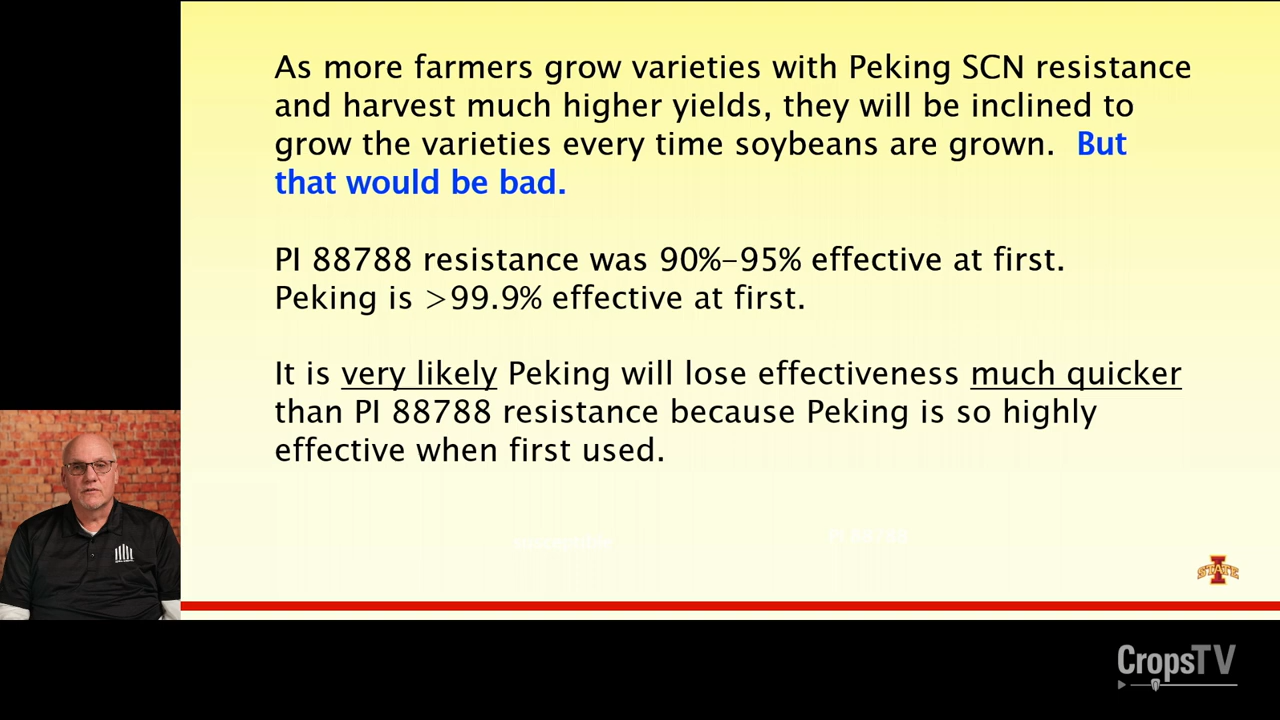 As more farmers grow varieties with Peking SCN resistance
and harvest much higher yields, they will be inclined to
grow the varieties every time soybeans are grown. But
that would be bad.
PI 88788 resistance was 90%–95% effective at first.
Peking is >99.9% effective at first.
It is very likely Peking will lose effectiveness much quicker
than PI 88788 resistance because Peking is so highly
effective when first used.
STATE
CropsTV